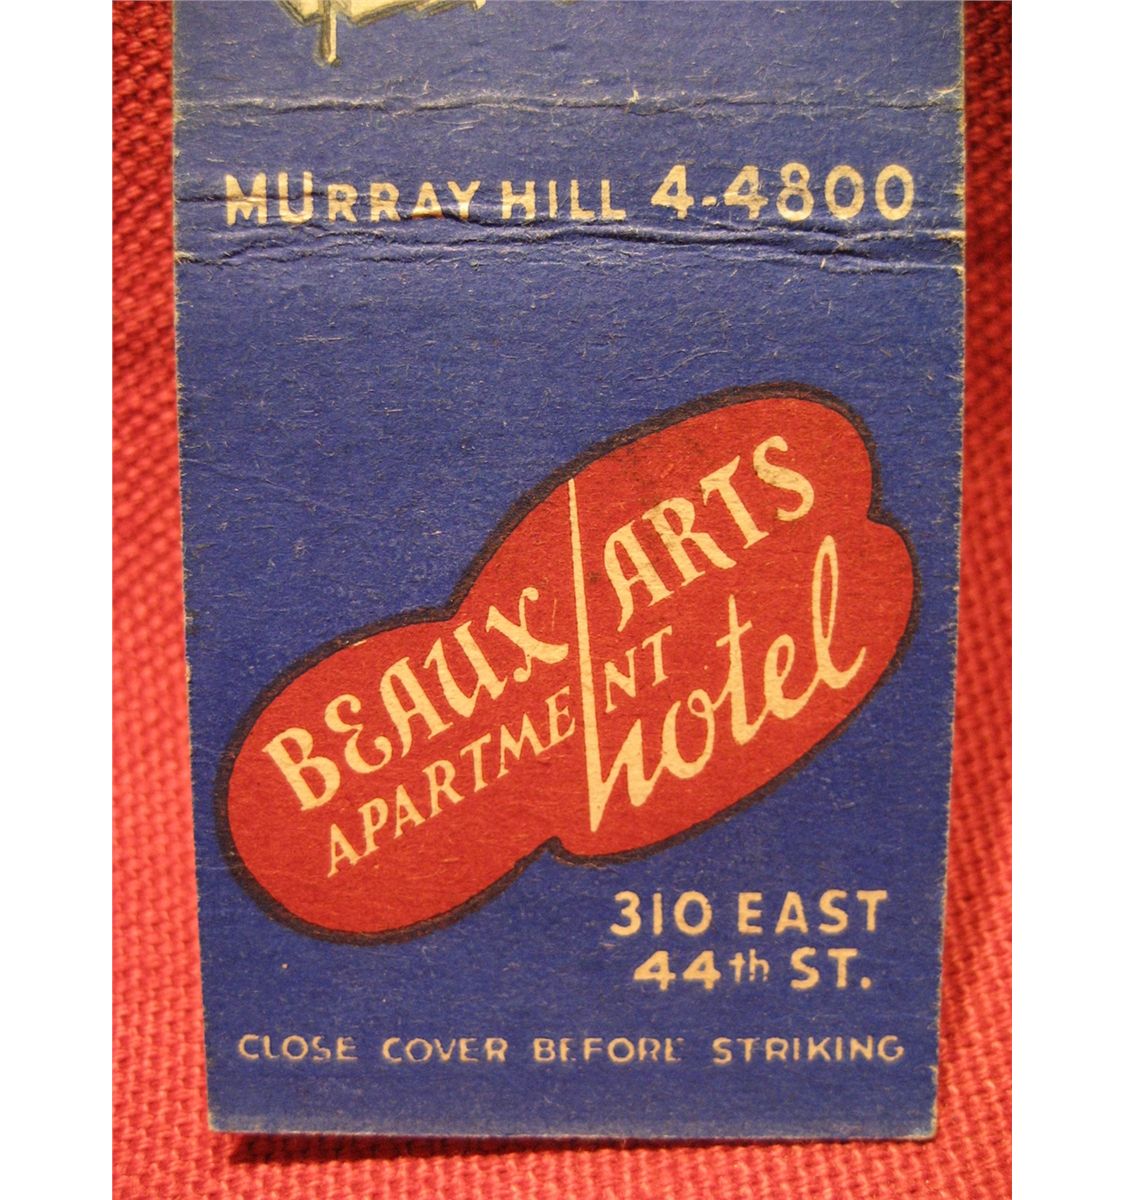 MURRAY HILL 4-4800
BEAUX ARTS
APARTMENT
hotel
310 EAST
44th ST.
CLOSE COVER BEFORE STRIKING